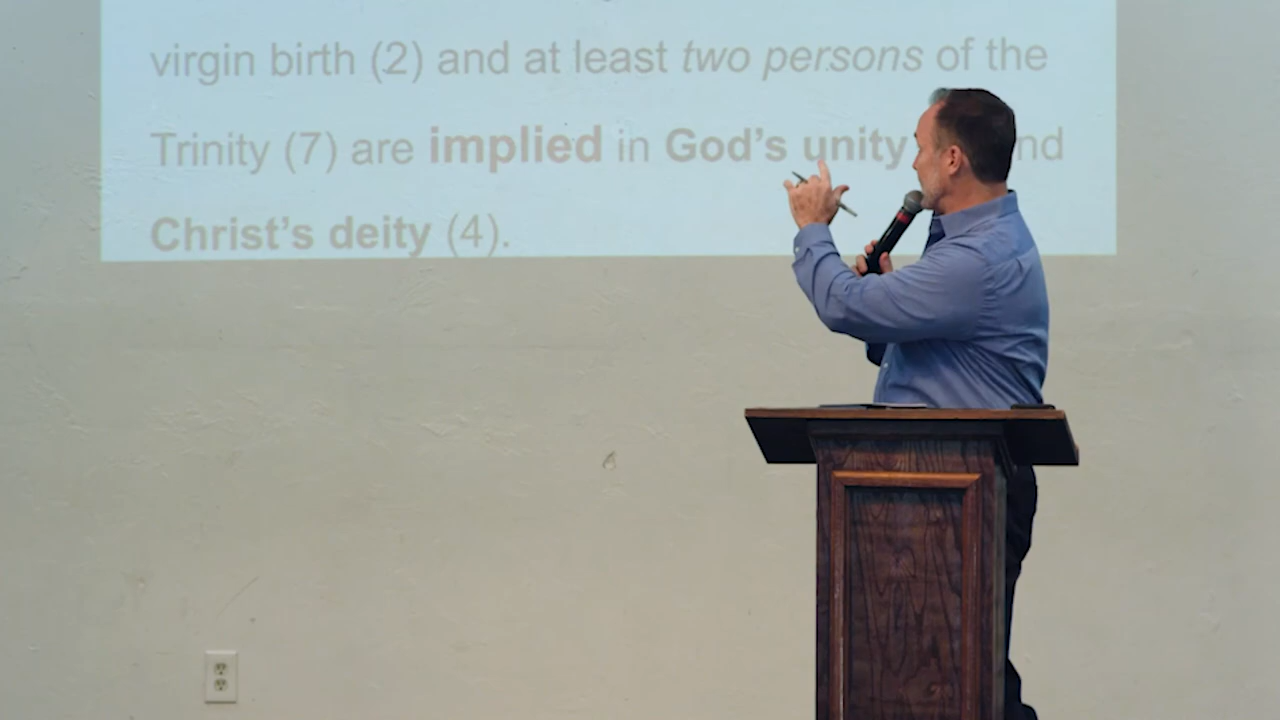 virgin birth (2) and at least two persons of the
Trinity (7) are implied in God's unity nd
Christ's deity (4).